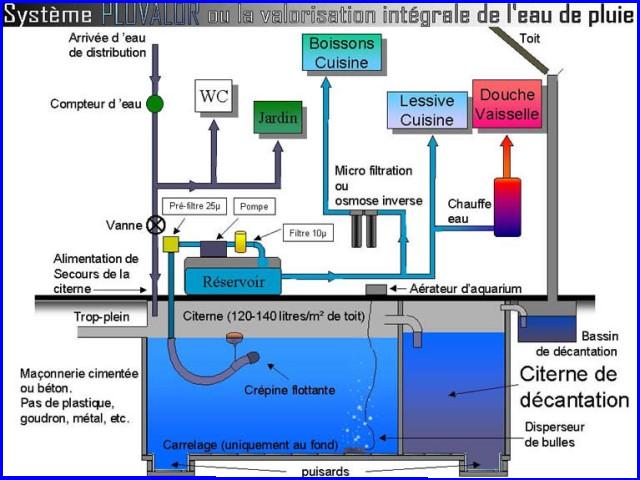 Système PLUVALOR ou la valorisation intégrale de l'eau de pluie
Arrivée d 'eau
de distribution
Toit
Boissons
Cuisine
WC
Jardin
Lessive
Cuisine
Douche
Vaisselle
Compteur d 'eau
Micro filtration
ou
osmose inverse
Chauffe
eau
Pré-filtre 25µ
Pompe
Filtre 10µ
Vanne
Alimentation de
Secours de la
citerne
Réservoir
Aérateur d'aquarium
Trop-plein
Citerne (120-140 litres/m² de toit)
Bassin
de décantation
Maçonnerie cimentée
ou béton.
Pas de plastique,
goudron, métal, etc.
Crépine flottante
Citerne de
décantation
Disperseur
de bulles
Carrelage (uniquement au fond)
puisards